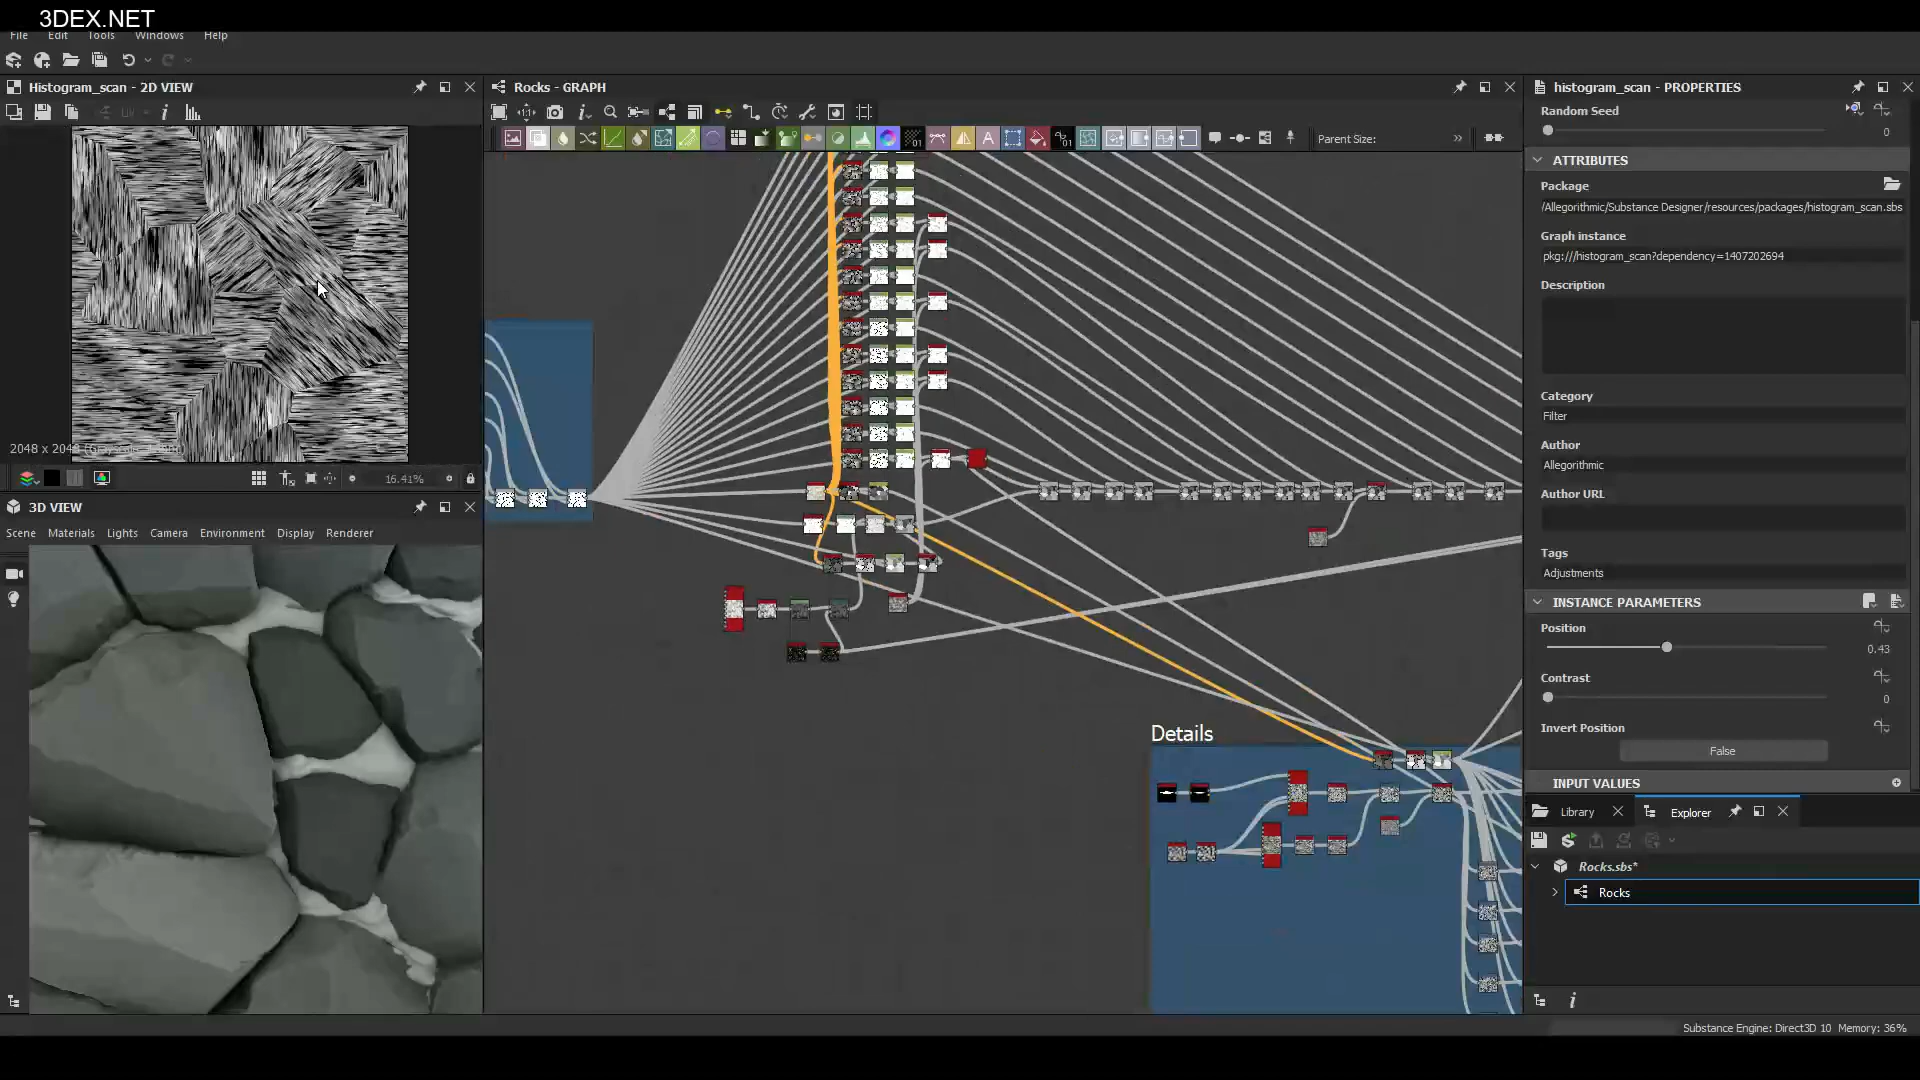 3DEX.NET
File Edit Tools Windows Help
Histogram_scan - 2D VIEW
Rocks - GRAPH
histogram_scan - PROPERTIES
Random Seed
0
Parent Size:
ATTRIBUTES
Package
/Allegorithmic/Substance Designer/resources/packages/histogram_scan.sbs
Graph instance
pkg:///histogram_scan?dependency=1407202694
Description
Category
Filter
Author
Allegorithmic
Author URL
Tags
Adjustments
2048 x 2048
16.41%
3D VIEW
Scene Materials Lights Camera Environment Display Renderer
INSTANCE PARAMETERS
Position
0.43
Contrast
0
Invert Position
False
INPUT VALUES
Details
Library Explorer
Rocks.sbs*
Rocks
Substance Engine: Direct3D 10 Memory: 36%